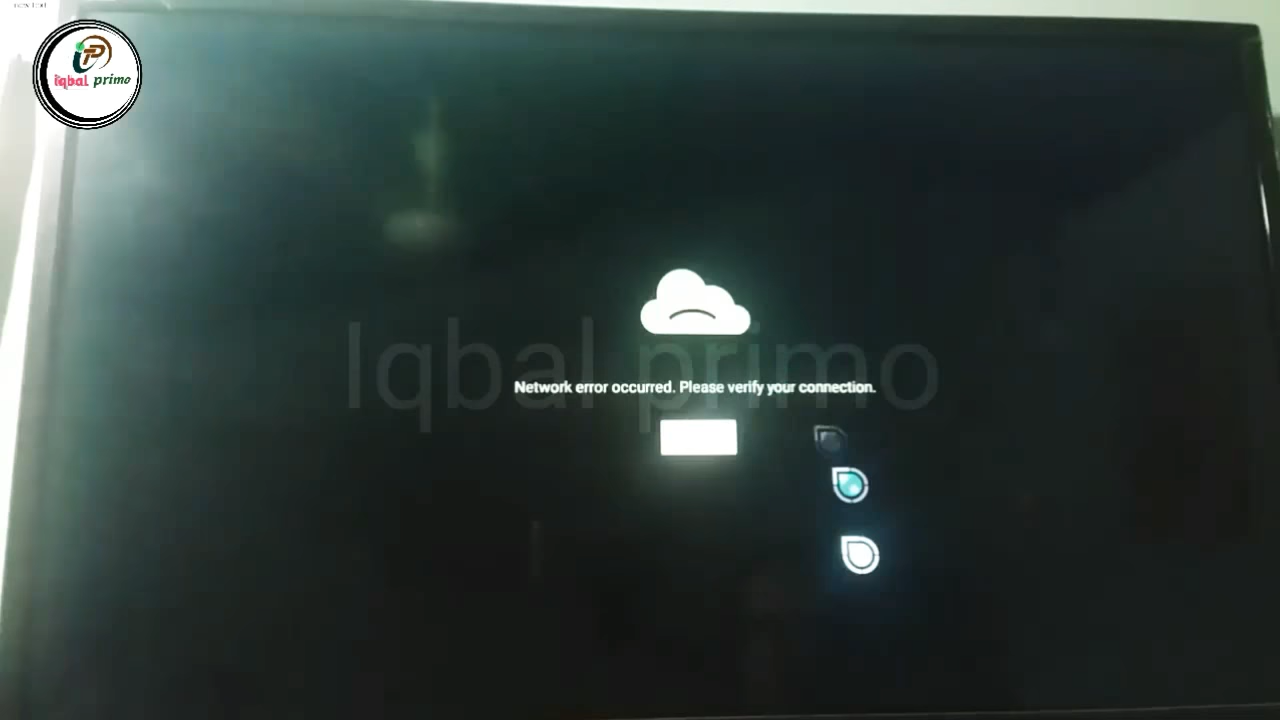 iqbal primo
Iqbal primo
Network error occurred. Please verify your connection.